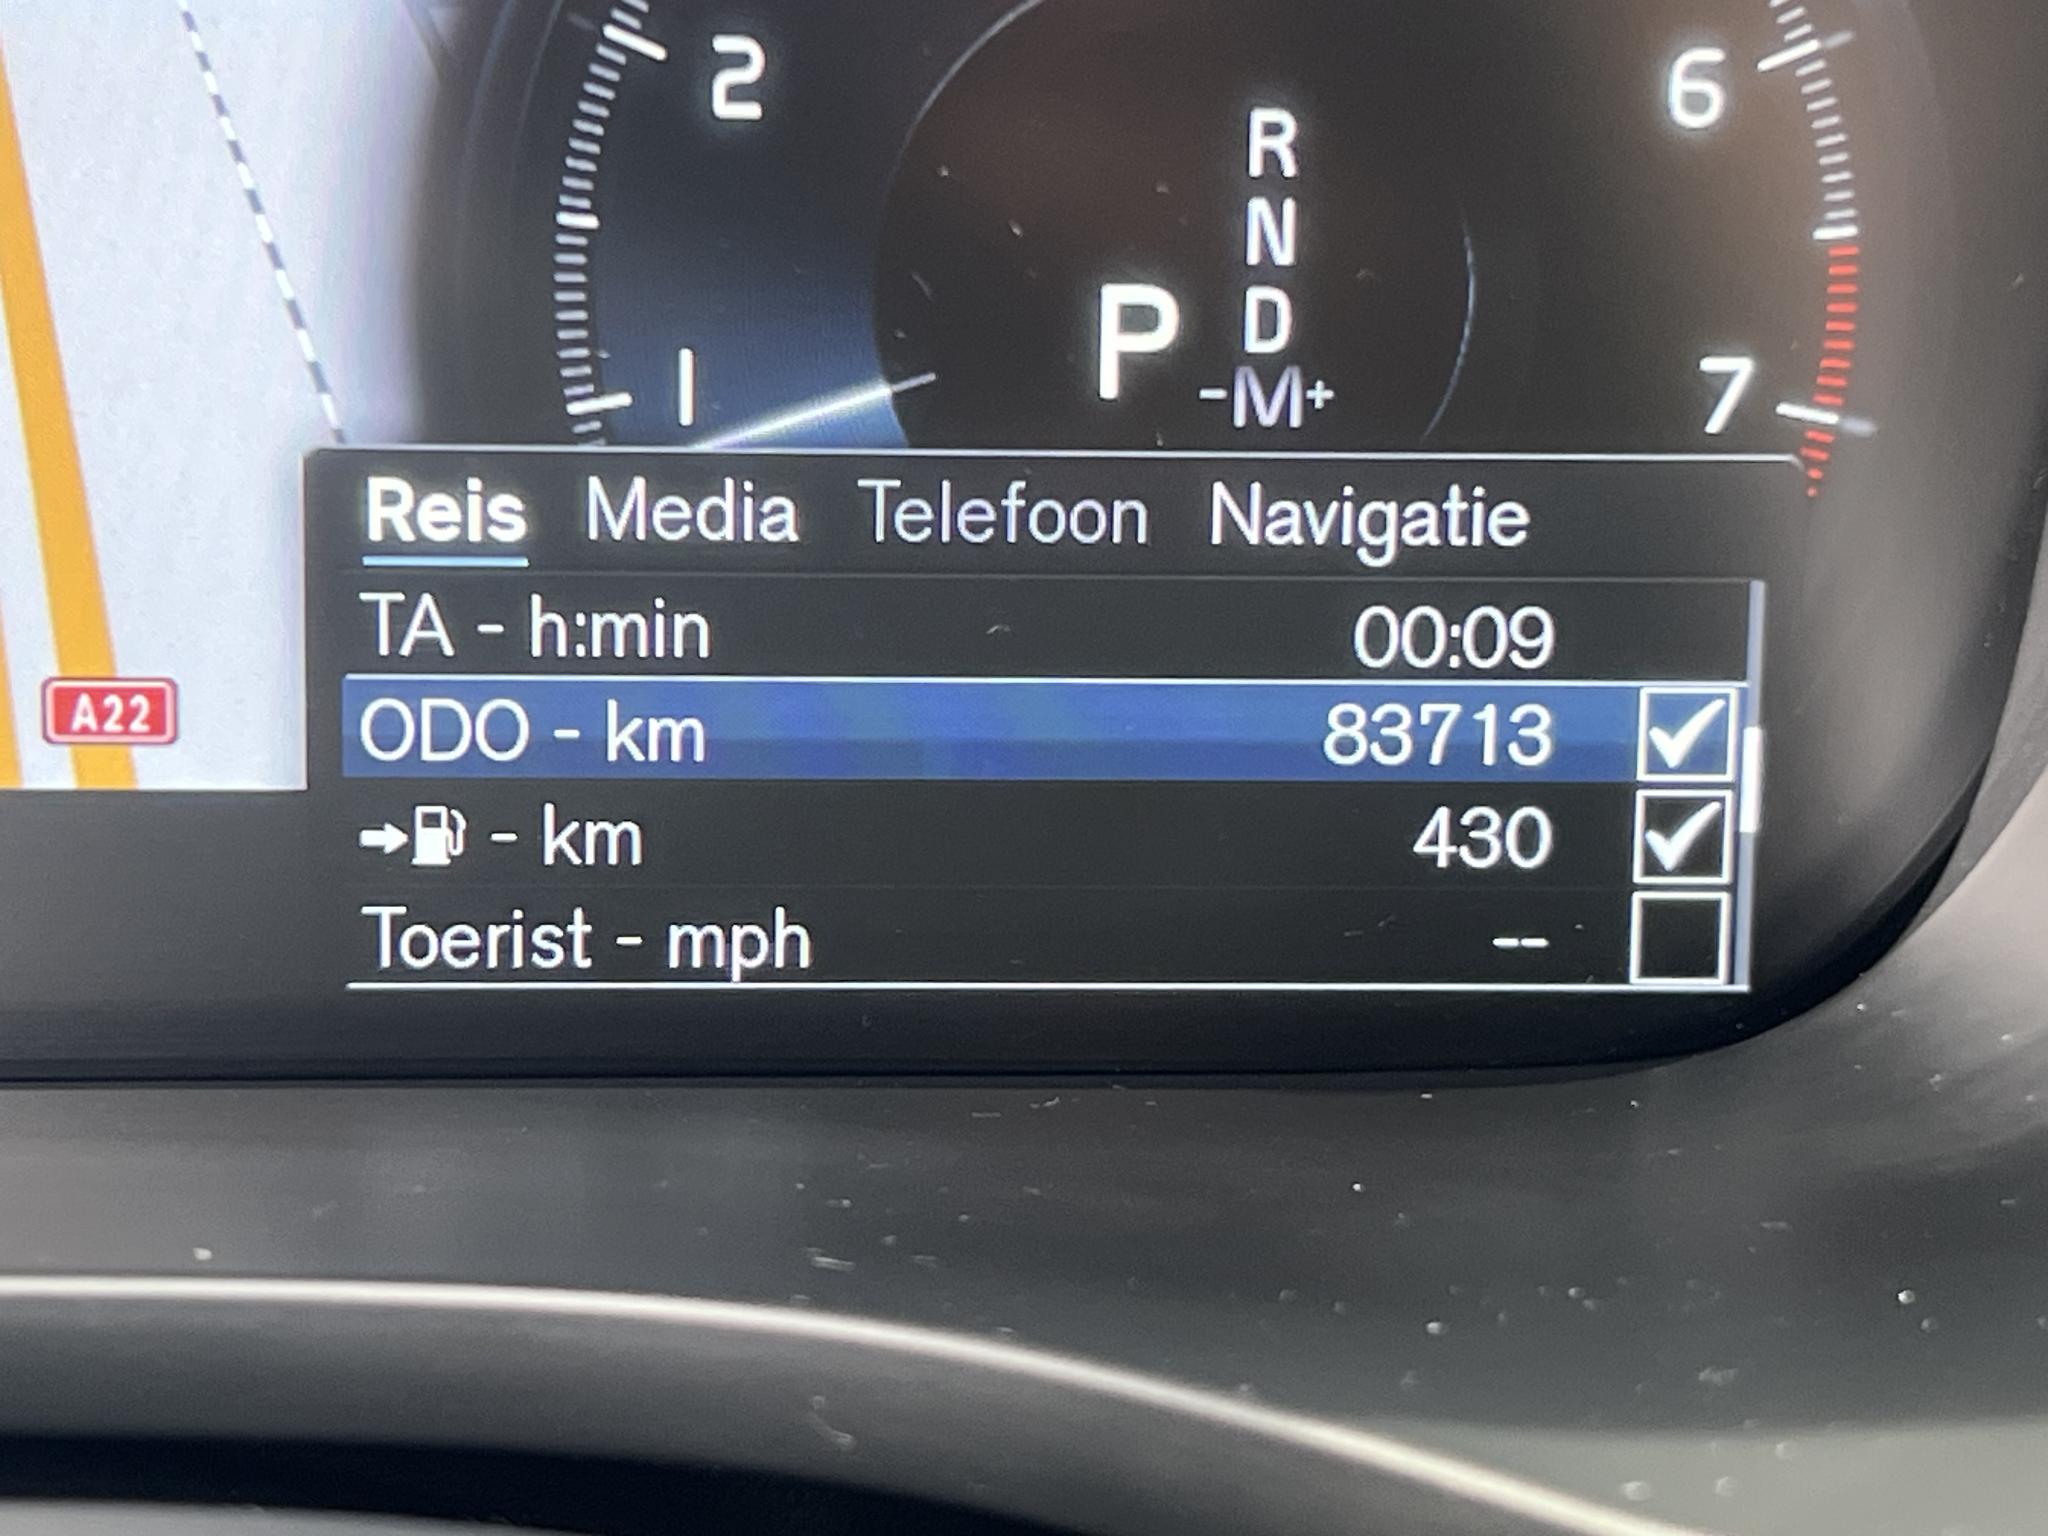 2
6
R
N
P D
1
-M+
7
Reis Media Telefoon Navigatie
TA - h:min 00:09
A22
ODO - km 83713
- km 430
Toerist - mph --